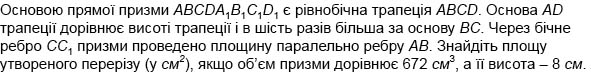 Основою прямої призми ABCDA₁B₁C₁D₁ є рівнобічна трапеція ABCD. Основа AD
трапеції дорівнює висоті трапеції і в шість разів більша за основу BC. Через бічне
ребро CC₁ призми проведено площину паралельно ребру AB. Знайдіть площу
утвореного перерізу (у см²), якщо об’єм призми дорівнює 672 см³, а її висота – 8 см.